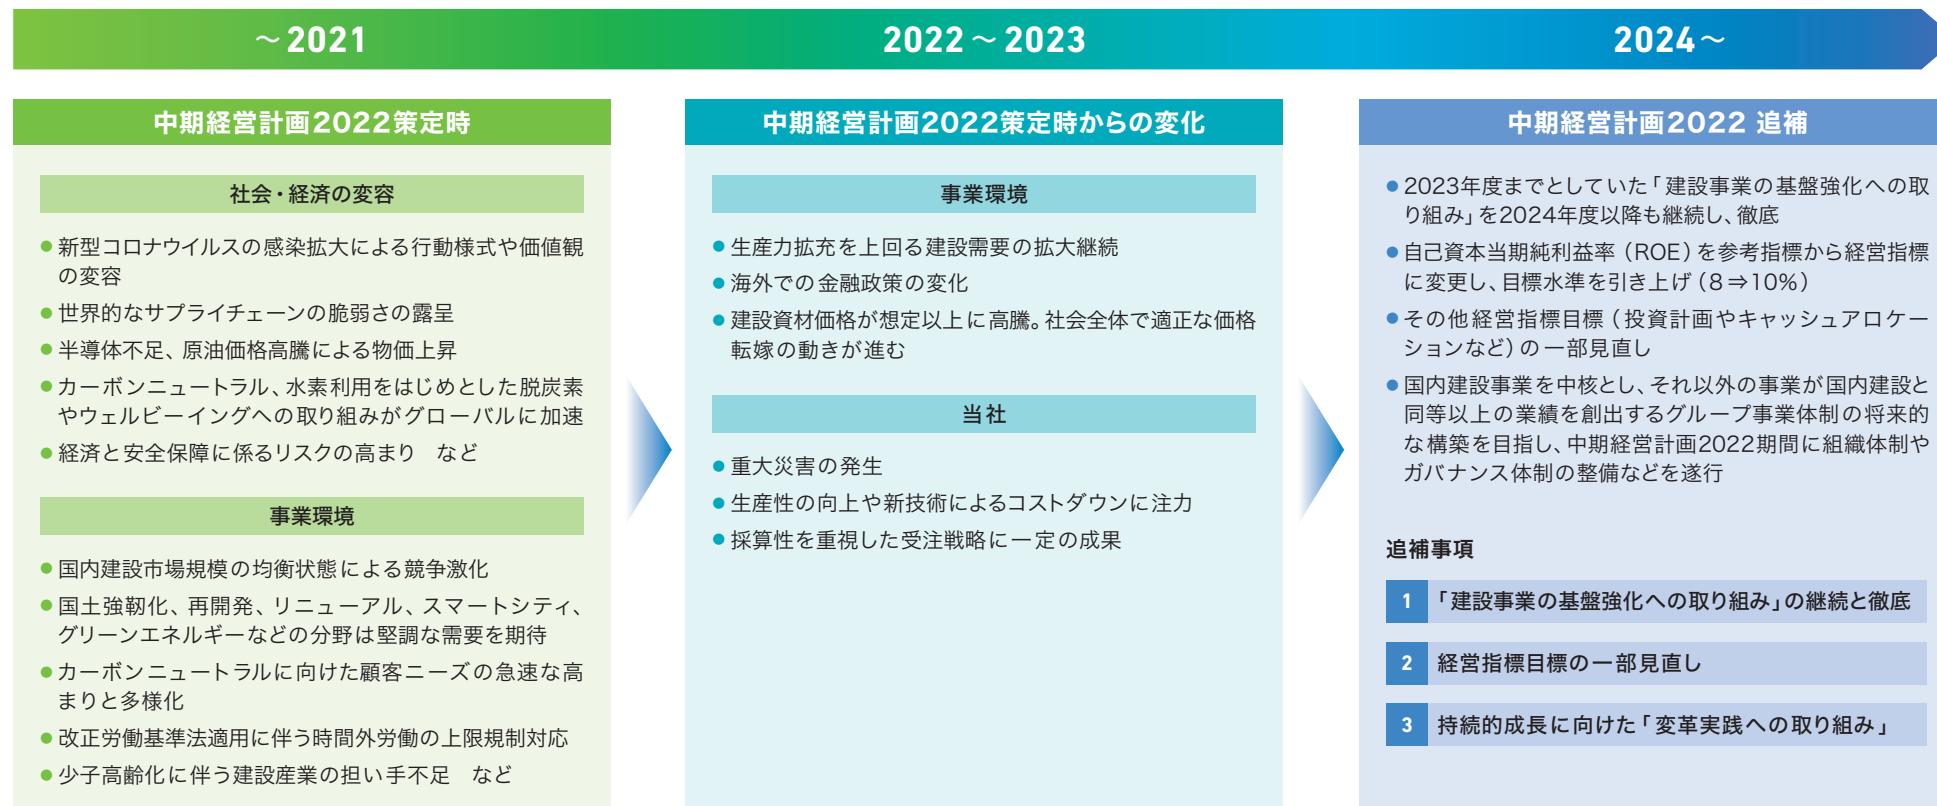 ～2021
2022～2023
2024～
中期経営計画2022策定時
社会・経済の変容
●新型コロナウイルスの感染拡大による行動様式や価値観
の変容
●世界的なサプライチェーンの脆弱さの露呈
●半導体不足、原油価格高騰による物価上昇
●カーボンニュートラル、水素利用をはじめとした脱炭素
やウェルビーイングへの取り組みがグローバルに加速
●経済と安全保障に係るリスクの高まり　など
事業環境
●国内建設市場規模の均衡状態による競争激化
●国土強靭化、再開発、リニューアル、スマートシティ、
グリーンエネルギーなどの分野は堅調な需要を期待
●カーボンニュートラルに向けた顧客ニーズの急速な高
まりと多様化
●改正労働基準法適用に伴う時間外労働の上限規制対応
●少子高齢化に伴う建設産業の担い手不足　など
中期経営計画2022策定時からの変化
事業環境
●生産力拡充を上回る建設需要の拡大継続
●海外での金融政策の変化
●建設資材価格が想定以上に高騰。社会全体で適正な価格
転嫁の動きが進む
当社
●重大災害の発生
●生産性の向上や新技術によるコストダウンに注力
●採算性を重視した受注戦略に一定の成果
中期経営計画2022 追補
●2023年度までとしていた「建設事業の基盤強化への取
り組み」を2024年度以降も継続し、徹底
●自己資本当期純利益率（ROE）を参考指標から経営指標
に変更し、目標水準を引き上げ（8⇒10%）
●その他経営指標目標（投資計画やキャッシュアロケー
ションなど）の一部見直し
●国内建設事業を中核とし、それ以外の事業が国内建設と
同等以上の業績を創出するグループ事業体制の将来的
な構築を目指し、中期経営計画2022期間に組織体制や
ガバナンス体制の整備などを遂行
追補事項
1 「建設事業の基盤強化への取り組み」の継続と徹底
2 経営指標目標の一部見直し
3 持続的成長に向けた「変革実践への取り組み」